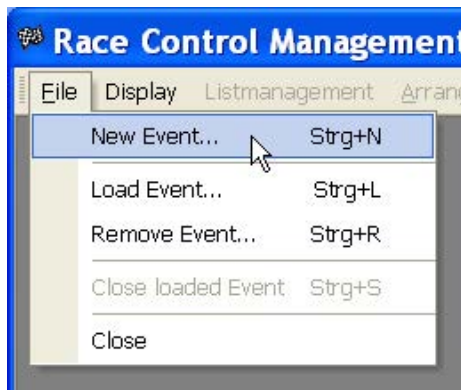 Race Control Management
File Display Listmanagement Arran
New Event... Strg+N
Load Event... Strg+L
Remove Event... Strg+R
Close loaded Event Strg+S
Close